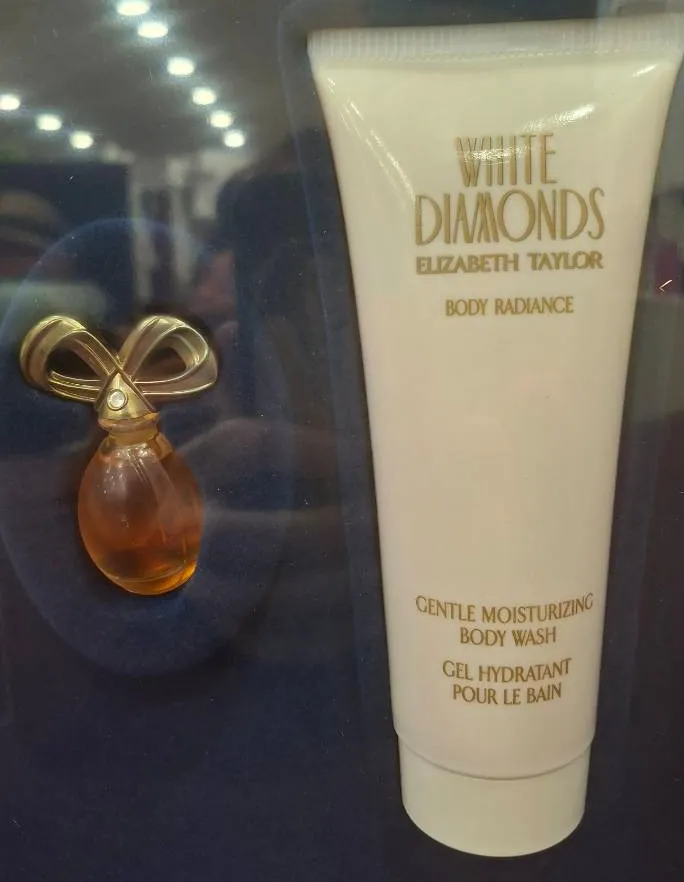 WHITE
DIAMONDS
ELIZABETH TAYLOR
BODY RADIANCE
GENTLE MOISTURIZING
BODY WASH
GEL HYDRATANT
POUR LE BAIN